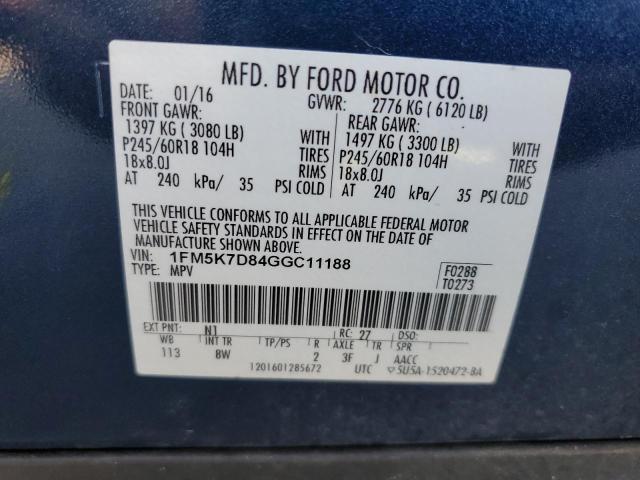 MFD. BY FORD MOTOR CO.
DATE: 01/16 GVWR: 2776 KG ( 6120 LB)
FRONT GAWR: REAR GAWR:
1397 KG ( 3080 LB) WITH 1497 KG ( 3300 LB) WITH
P245/60R18 104H TIRES P245/60R18 104H TIRES
18x8.0J RIMS 18x8.0J RIMS
AT 240 kPa/ 35 PSI COLD AT 240 kPa/ 35 PSI COLD
THIS VEHICLE CONFORMS TO ALL APPLICABLE FEDERAL MOTOR
VEHICLE SAFETY STANDARDS IN EFFECT ON THE DATE OF
MANUFACTURE SHOWN ABOVE.
VIN: 1FM5K7D84GGC11188 F0288
TYPE: MPV T0273
EXT PNT: N1 RC: 27 DSO:
WB INT TR TP/PS R AXLE TR SPR
113 8W 2 3F J AACC
1201601285672 UTC 5U5A-1520472-BA